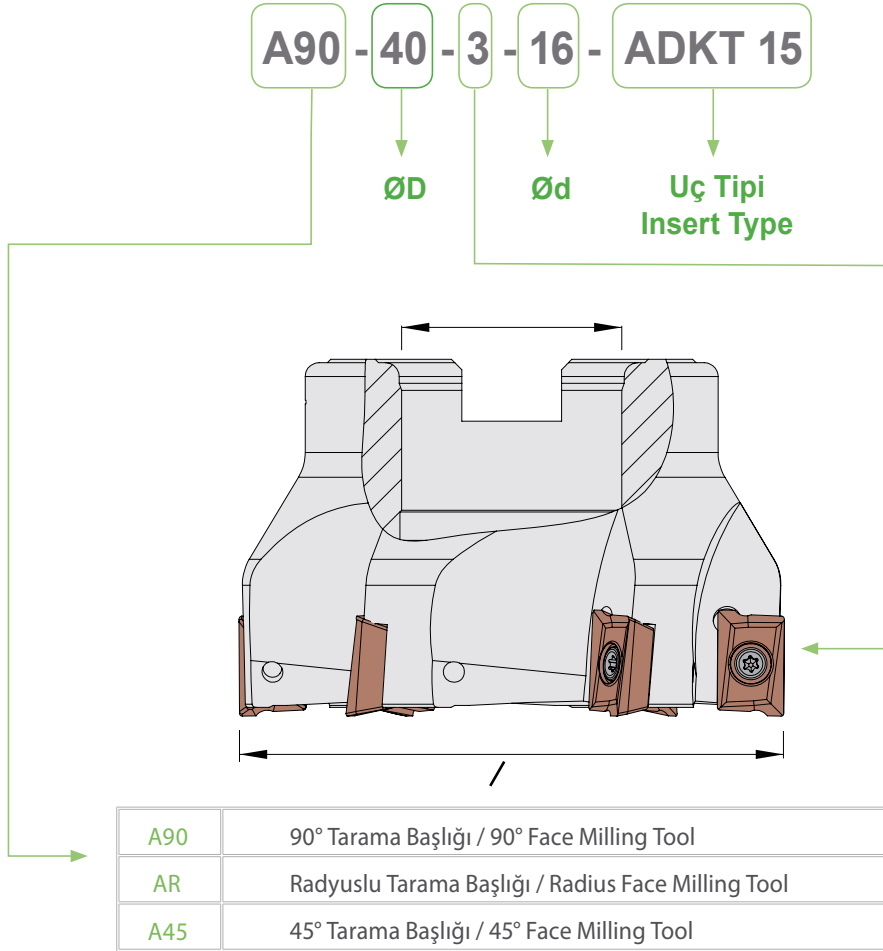 A90 - 40 - 3 - 16 - ADKT 15
ØD Ød Uç Tipi
Insert Type
A90 90° Tarama Başlığı / 90° Face Milling Tool
AR Radyuslu Tarama Başlığı / Radius Face Milling Tool
A45 45° Tarama Başlığı / 45° Face Milling Tool